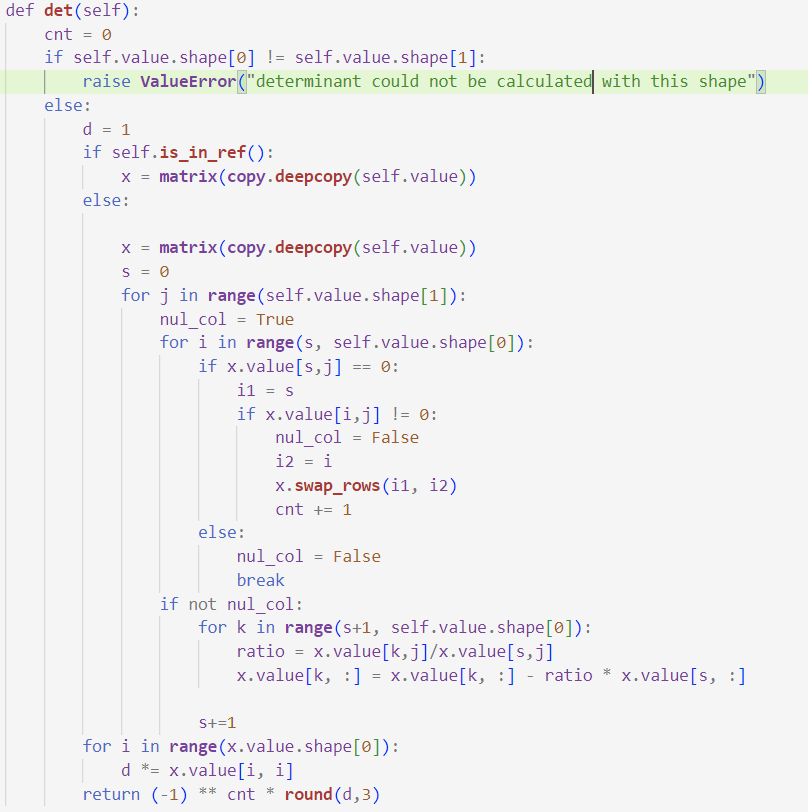 def det(self):
    cnt = 0
    if self.value.shape[0] != self.value.shape[1]:
        raise ValueError("determinant could not be calculated with this shape")
    else:
        d = 1
        if self.is_in_ref():
            x = matrix(copy.deepcopy(self.value))
        else:

            x = matrix(copy.deepcopy(self.value))
            s = 0
            for j in range(self.value.shape[1]):
                nul_col = True
                for i in range(s, self.value.shape[0]):
                    if x.value[s,j] == 0:
                        i1 = s
                        if x.value[i,j] != 0:
                            nul_col = False
                            i2 = i
                            x.swap_rows(i1, i2)
                            cnt += 1
                    else:
                        nul_col = False
                        break
                if not nul_col:
                    for k in range(s+1, self.value.shape[0]):
                        ratio = x.value[k,j]/x.value[s,j]
                        x.value[k, :] = x.value[k, :] - ratio * x.value[s, :]

                    s+=1
        for i in range(x.value.shape[0]):
            d *= x.value[i, i]
        return (-1) ** cnt * round(d,3)